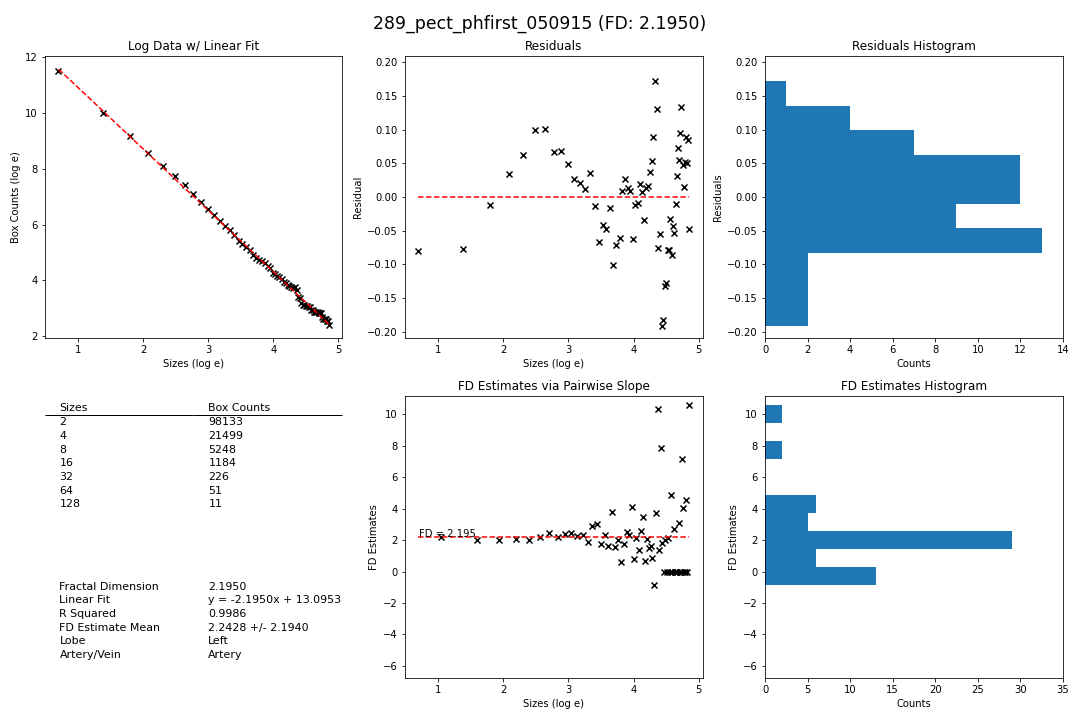 289_pect_phfirst_050915 (FD: 2.1950)
Log Data w/ Linear Fit
12
10
8
6
4
2
Box Counts (log e)
1 2 3 4 5
Sizes (log e)
Residuals
0.20
0.15
0.10
0.05
0.00
−0.05
−0.10
−0.15
−0.20
Residual
1 2 3 4 5
Sizes (log e)
Residuals Histogram
0.20
0.15
0.10
0.05
0.00
−0.05
−0.10
−0.15
−0.20
Residuals
0 2 4 6 8 10 12 14
Counts
Sizes Box Counts
2 98133
4 21499
8 5248
16 1184
32 226
64 51
128 11
Fractal Dimension 2.1950
Linear Fit y = -2.1950x + 13.0953
R Squared 0.9986
FD Estimate Mean 2.2428 +/- 2.1940
Lobe Left
Artery/Vein Artery
FD Estimates via Pairwise Slope
10
8
6
4
2
0
−2
−4
−6
FD Estimates
FD = 2.195
1 2 3 4 5
Sizes (log e)
FD Estimates Histogram
10
8
6
4
2
0
−2
−4
−6
FD Estimates
0 5 10 15 20 25 30 35
Counts